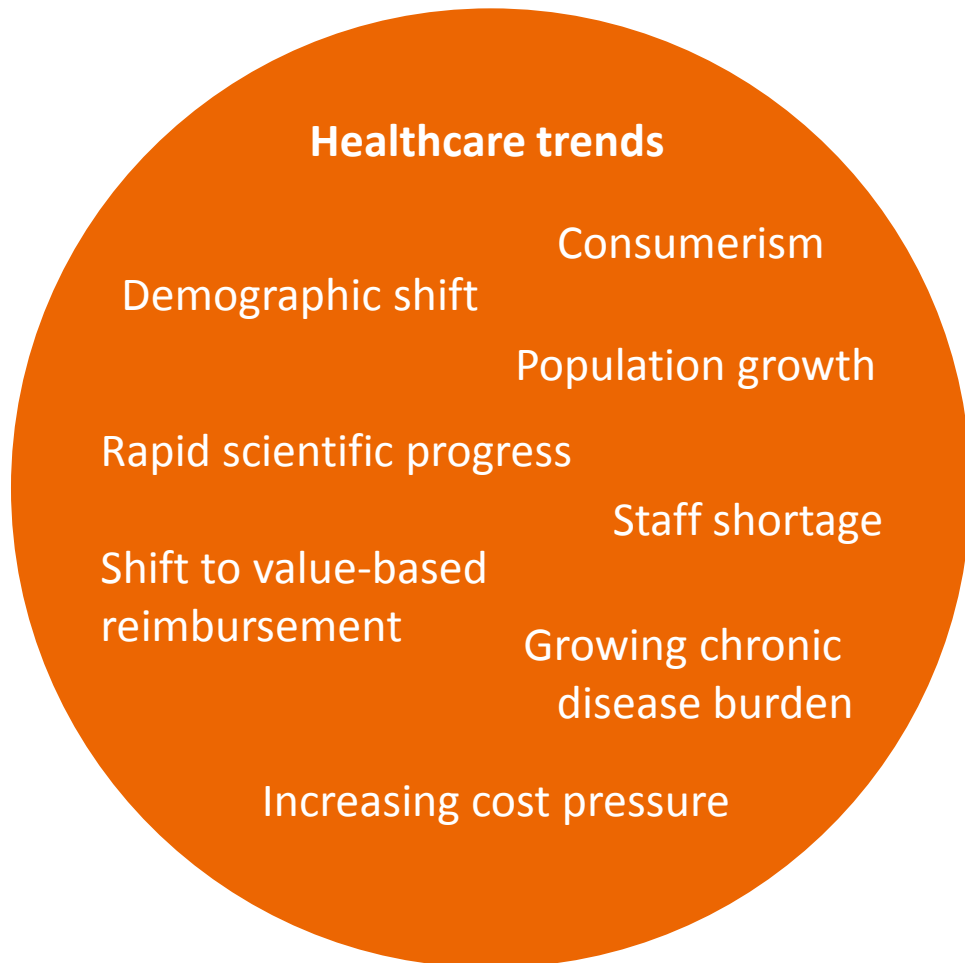 Healthcare trends
Consumerism
Demographic shift
Population growth
Rapid scientific progress
Staff shortage
Shift to value-based
reimbursement
Growing chronic
disease burden
Increasing cost pressure